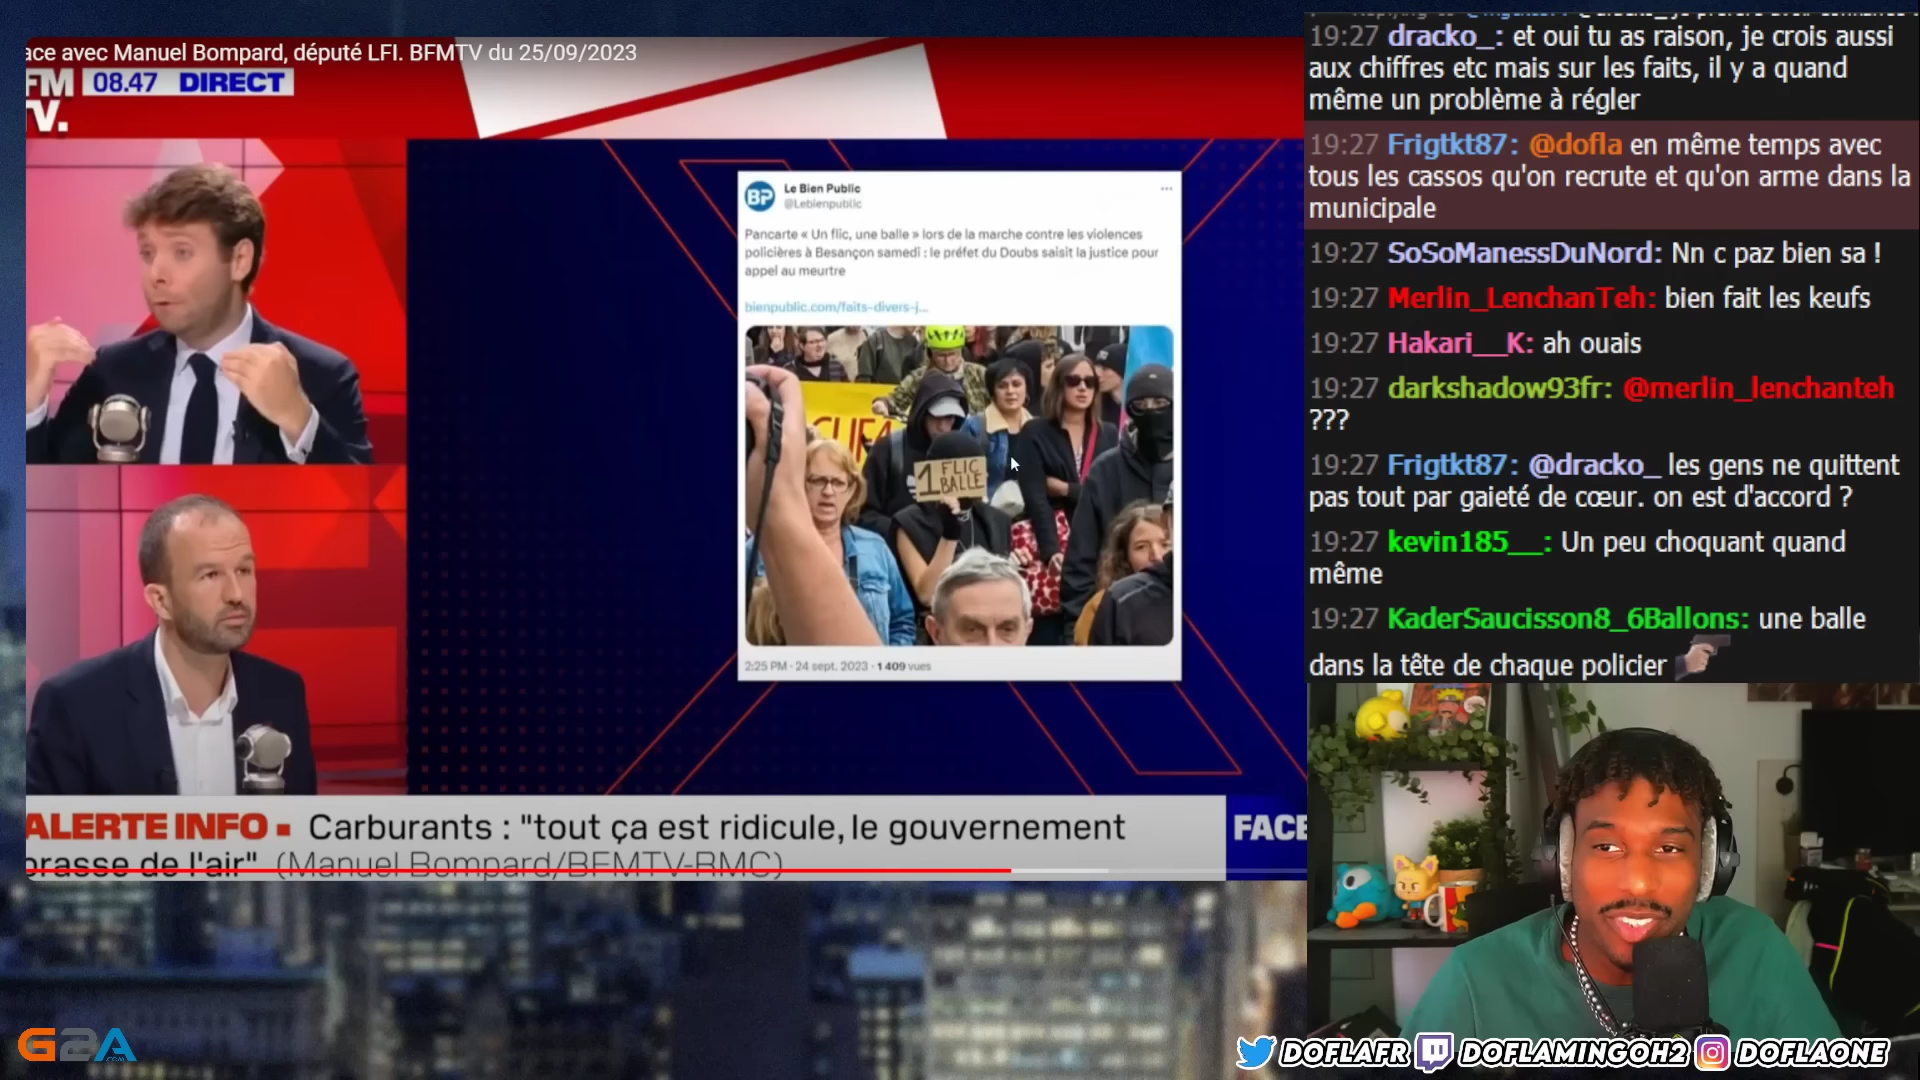 ace avec Manuel Bompard, député LFI. BFMTV du 25/09/2023
FM
TV.
08.47 DIRECT
BP
Le Bien Public
@Lebienpublic
Pancarte « Un flic, une balle » lors de la marche contre les violences
policières à Besançon samedi : le préfet du Doubs saisit la justice pour
appel au meurtre
bienpublic.com/faits-divers-j...
1 FLIC
BALLE
2:25 PM · 24 sept. 2023 · 1 409 vues
ALERTE INFO ▪ Carburants : "tout ça est ridicule, le gouvernement
brasse de l'air" (Manuel Bompard/BFMTV-RMC)
FACE
19:27 dracko_: et oui tu as raison, je crois aussi
aux chiffres etc mais sur les faits, il y a quand
même un problème à régler
19:27 Frigtkt87: @dofla en même temps avec
tous les cassos qu'on recrute et qu'on arme dans la
municipale
19:27 SoSoManessDuNord: Nn c paz bien sa !
19:27 Merlin_LenchanTeh: bien fait les keufs
19:27 Hakari__K: ah ouais
19:27 darkshadow93fr: @merlin_lenchanteh
???
19:27 Frigtkt87: @dracko_ les gens ne quittent
pas tout par gaieté de cœur. on est d'accord ?
19:27 kevin185__: Un peu choquant quand
même
19:27 KaderSaucisson8_6Ballons: une balle
dans la tête de chaque policier
G2A
.COM
DOFLAFR DOFLAMINGOH2 DOFLAONE